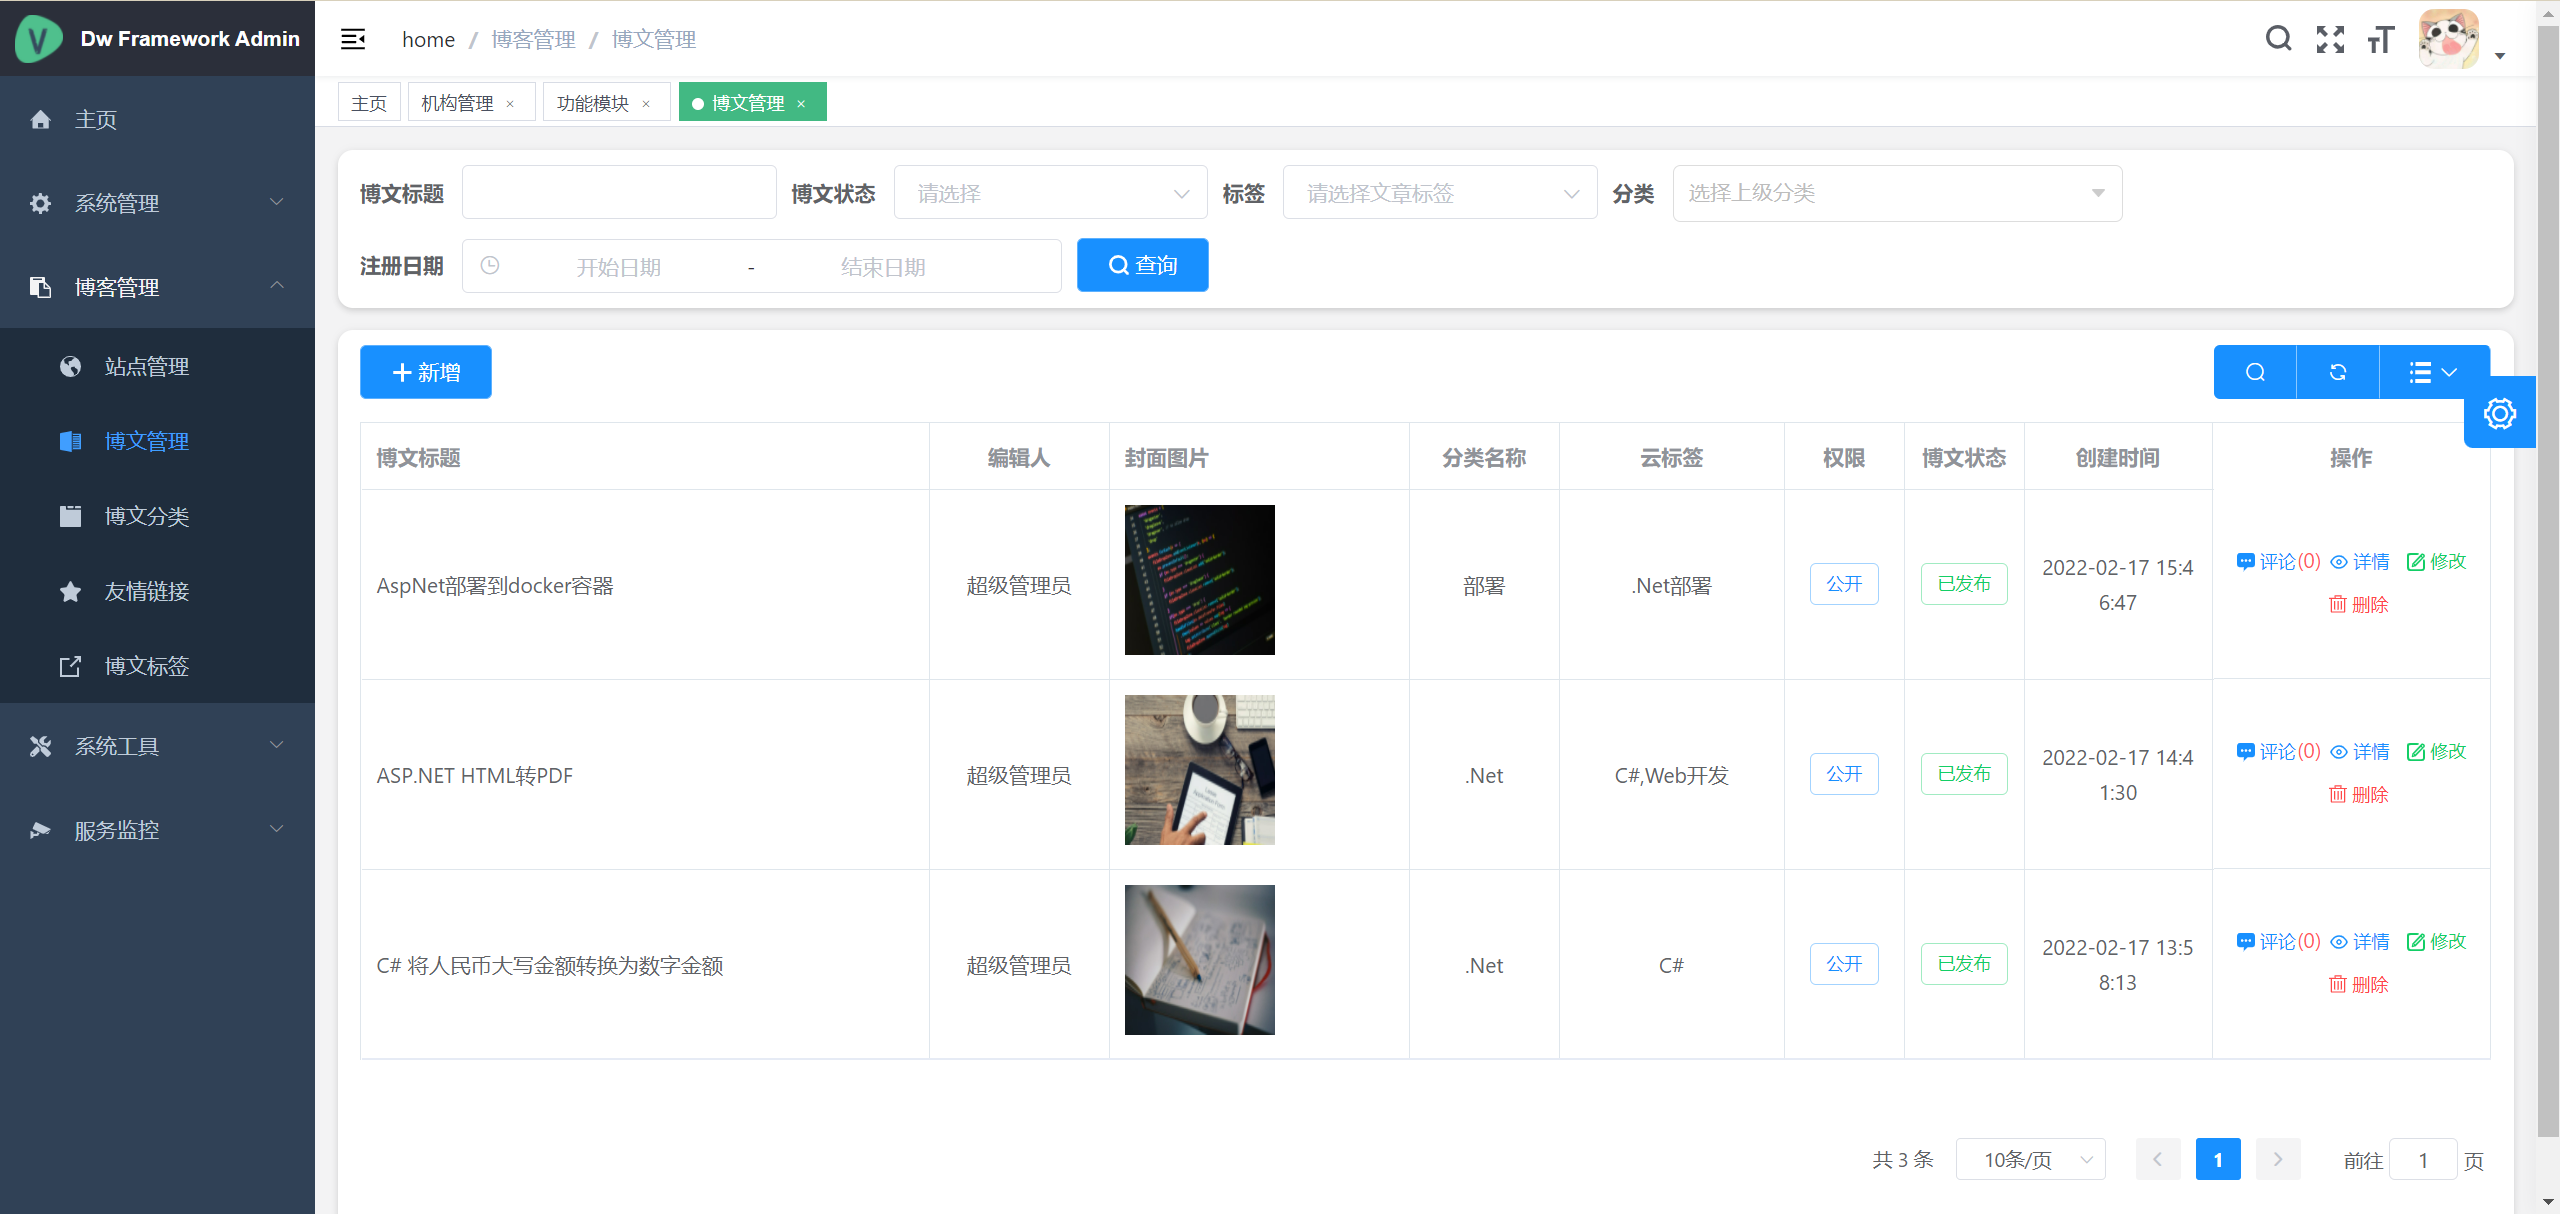 Dw Framework Admin
home / 博客管理 / 博文管理
主页
机构管理 ×
功能模块 ×
博文管理 ×
主页
系统管理
博客管理
站点管理
博文管理
博文分类
友情链接
博文标签
系统工具
服务监控
博文标题
博文状态 请选择
标签 请选择文章标签
分类 选择上级分类
注册日期 开始日期 - 结束日期
查询
新增
博文标题 编辑人 封面图片 分类名称 云标签 权限 博文状态 创建时间 操作
AspNet部署到docker容器 超级管理员 部署 .Net部署 公开 已发布 2022-02-17 15:4
6:47
评论(0) 详情 修改
删除
ASP.NET HTML转PDF 超级管理员 .Net C#,Web开发 公开 已发布 2022-02-17 14:4
1:30
评论(0) 详情 修改
删除
C# 将人民币大写金额转换为数字金额 超级管理员 .Net C# 公开 已发布 2022-02-17 13:5
8:13
评论(0) 详情 修改
删除
共 3 条 10条/页 1 前往 1 页